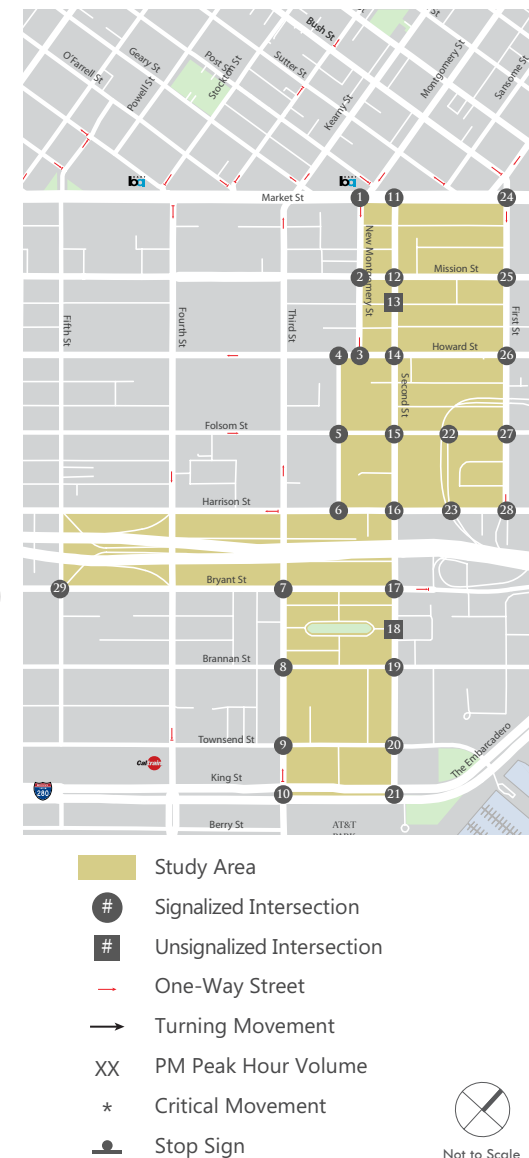 Bush St
Montgomery St
Sansome St
O'Farrell St
Geary St
Post St
Sutter St
Powell St
Stockton St
Kearny St
ba
ba
Market St
1
11
24
New Montgomery St
Mission St
2
12
25
13
Fifth St
Fourth St
Third St
First St
Howard St
4
3
14
26
Second St
Folsom St
5
15
22
27
Harrison St
6
16
23
28
Bryant St
29
7
17
18
Brannan St
8
19
Townsend St
9
20
The Embarcadero
Caltrain
King St
280
10
21
Berry St
AT&T
PARK
Study Area
# Signalized Intersection
# Unsignalized Intersection
One-Way Street
Turning Movement
XX PM Peak Hour Volume
* Critical Movement
Stop Sign
Not to Scale